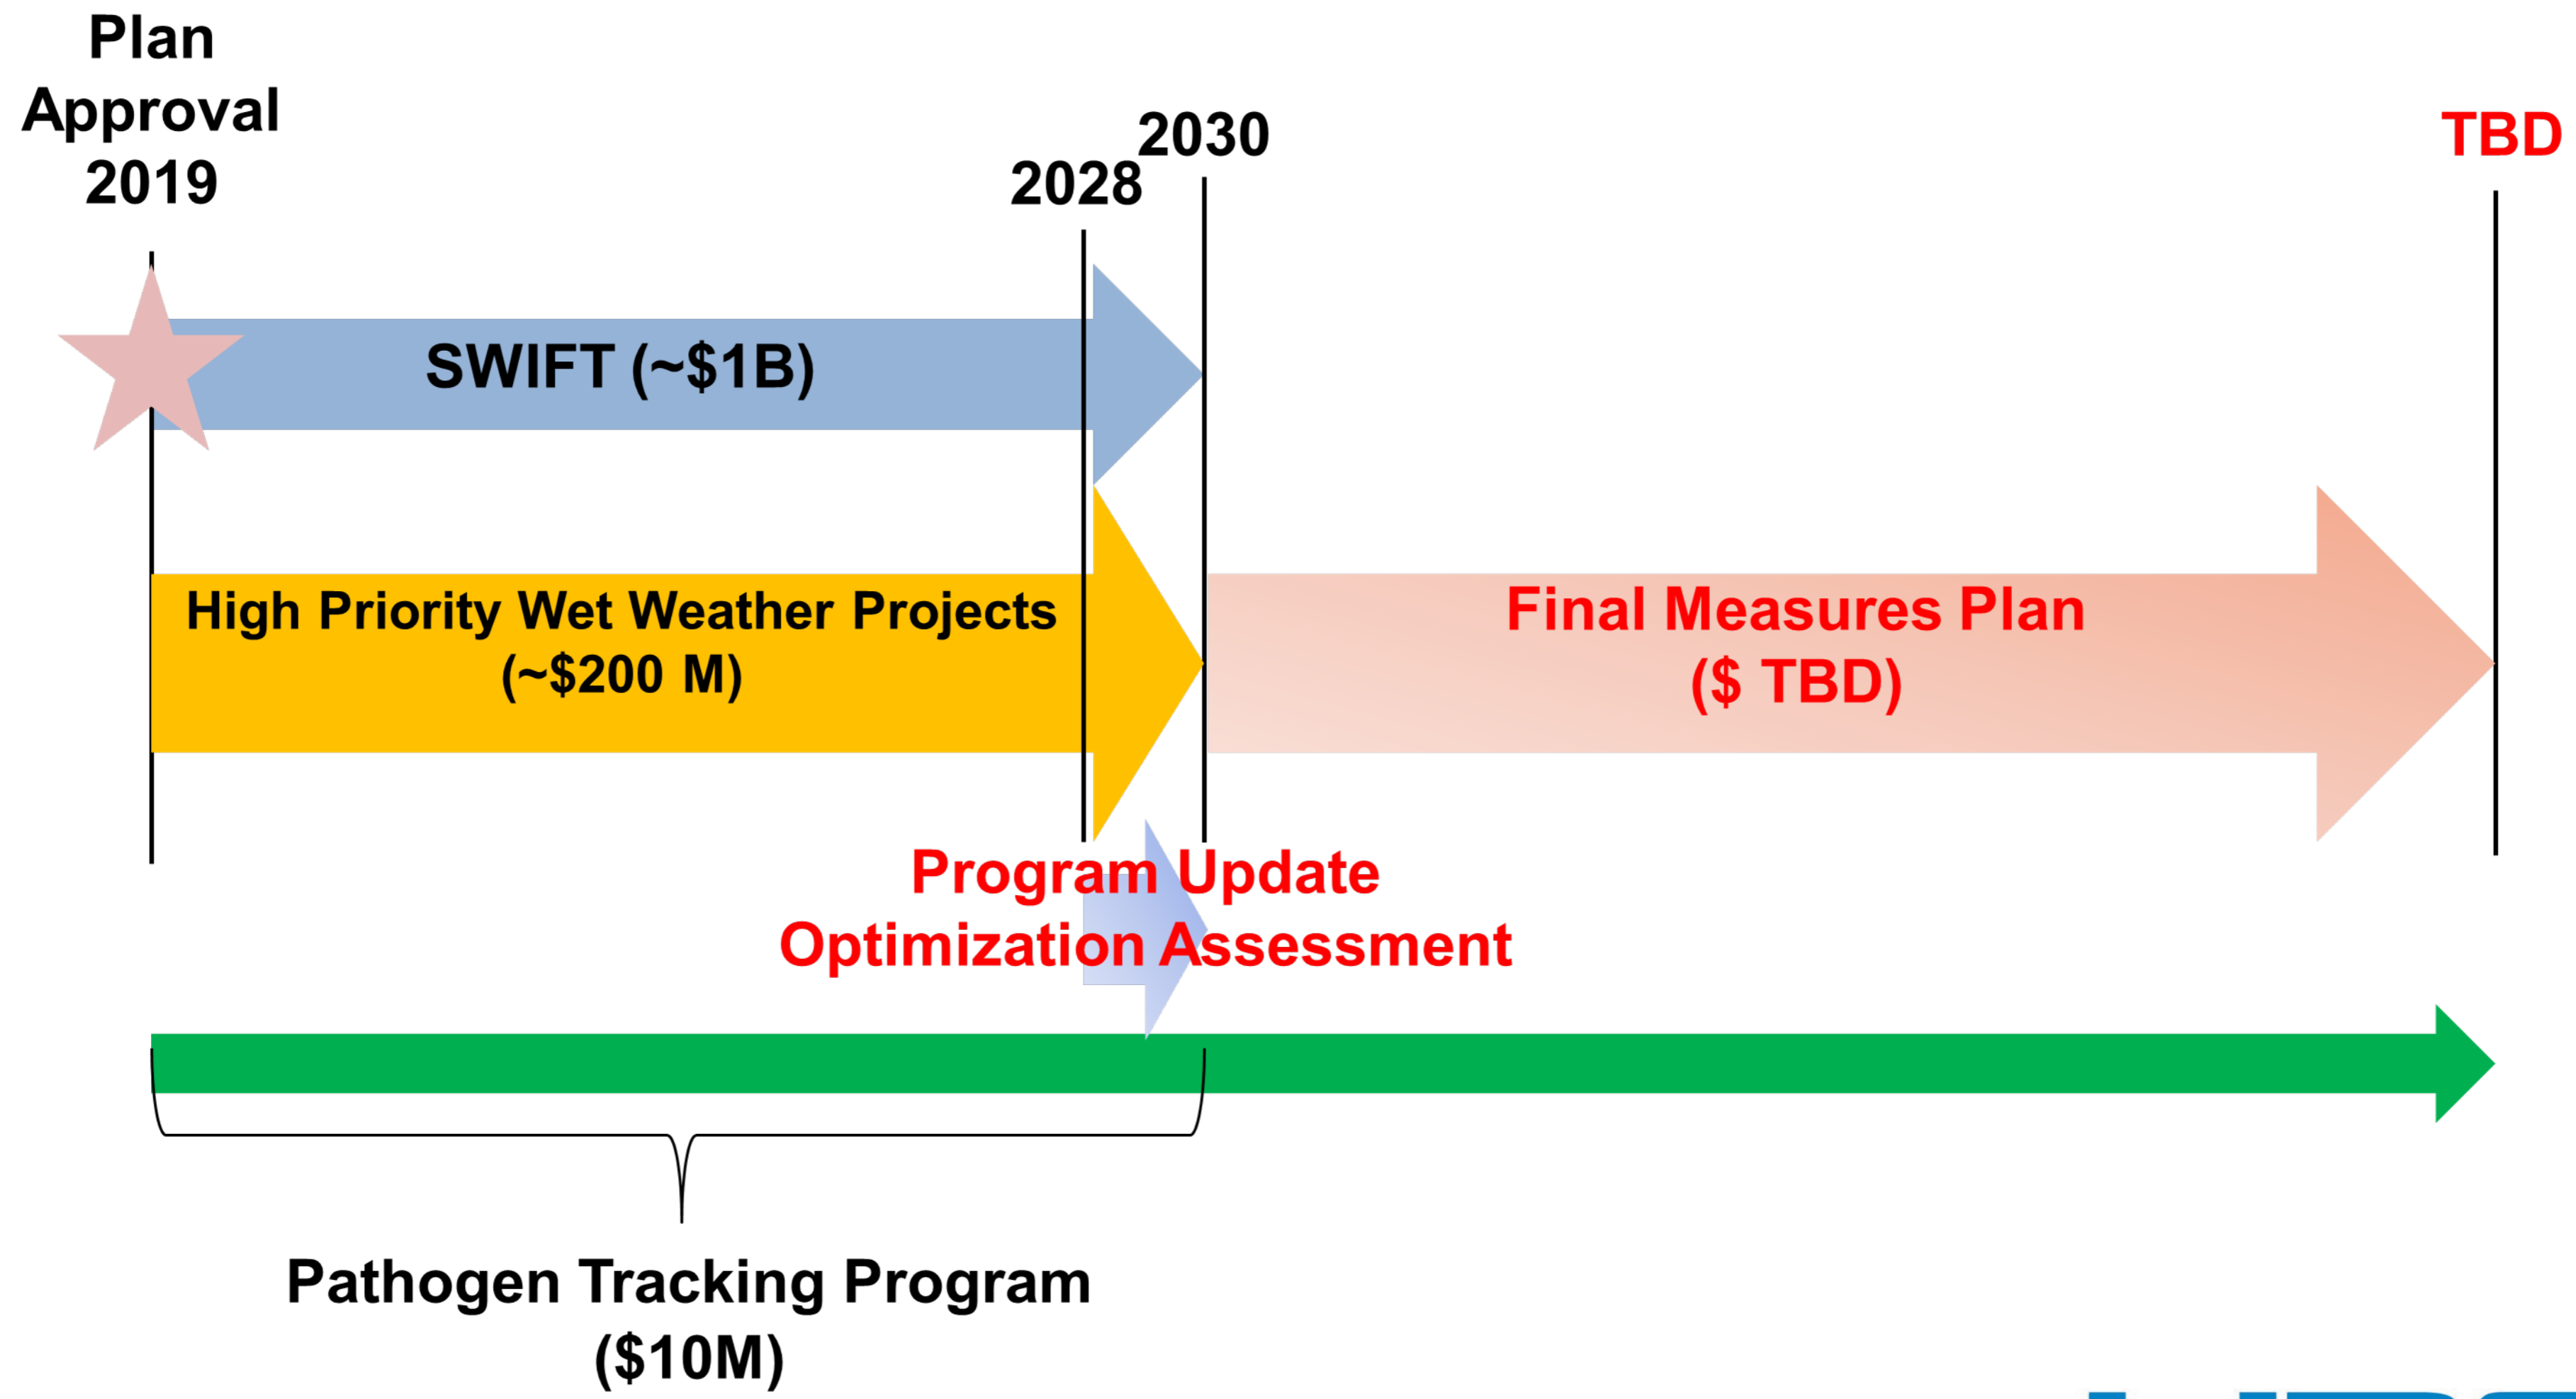 Plan
Approval
2019
2028
2030
TBD
SWIFT (~$1B)
High Priority Wet Weather Projects
(~$200 M)
Final Measures Plan
($ TBD)
Program Update
Optimization Assessment
Pathogen Tracking Program
($10M)